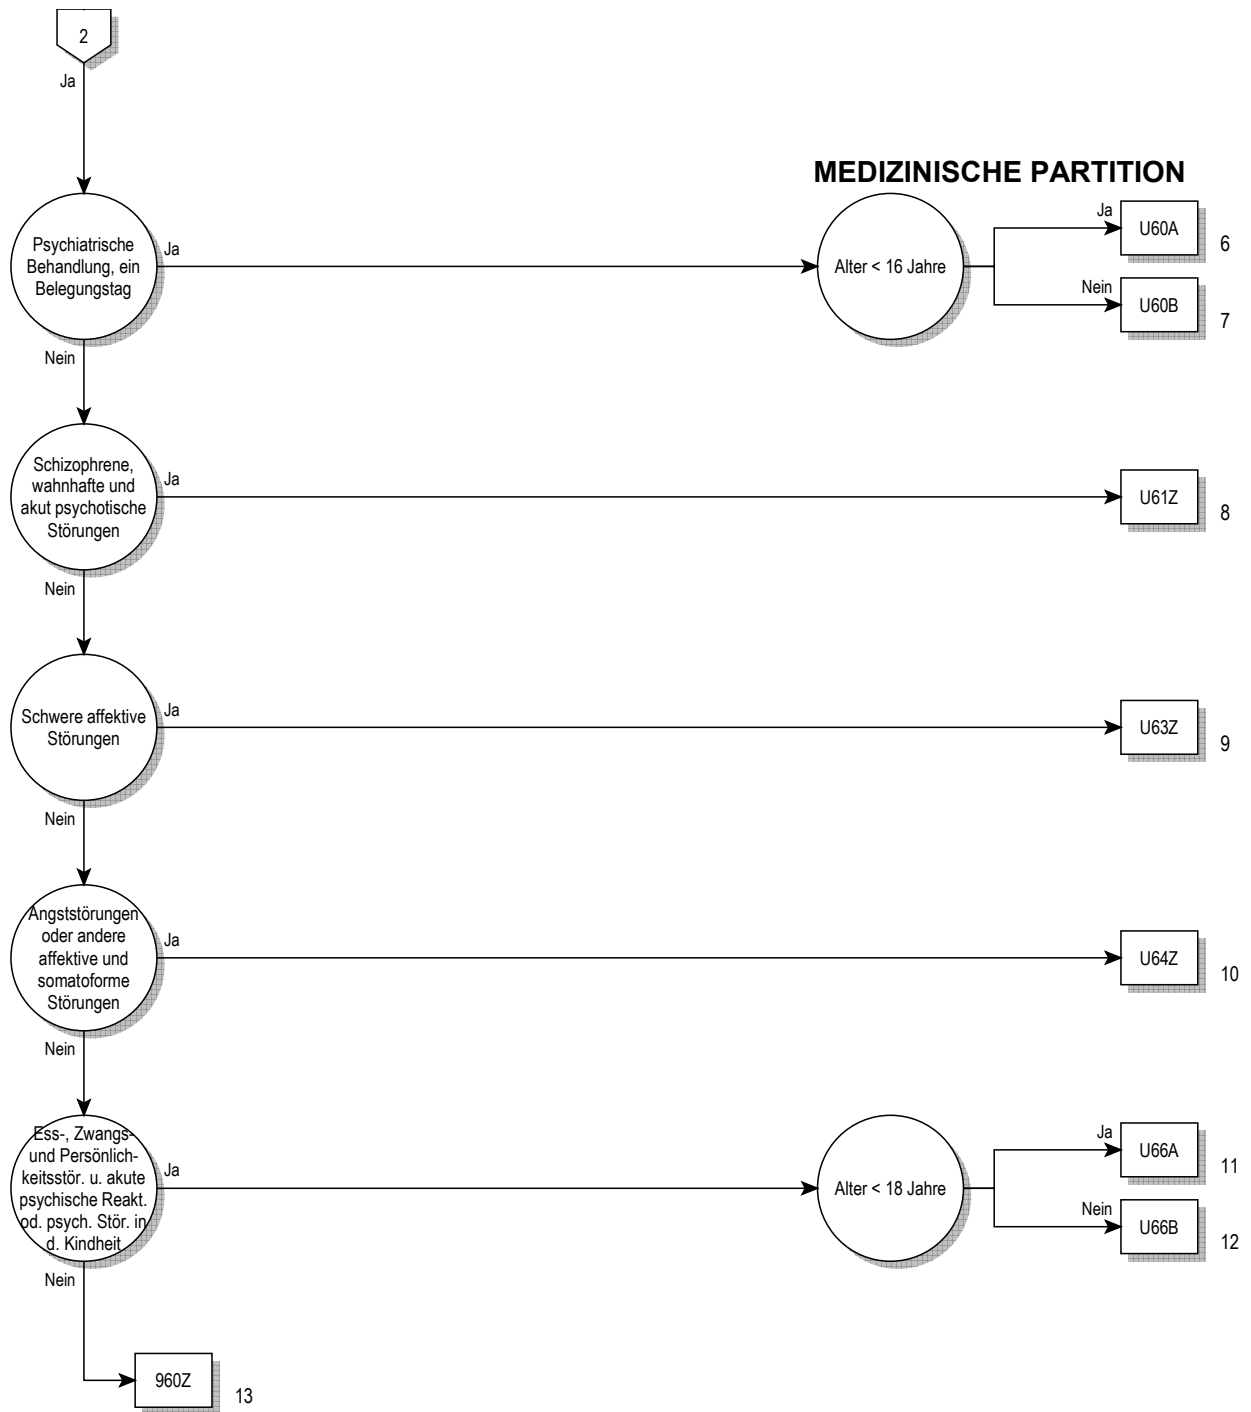 2
Ja
MEDIZINISCHE PARTITION
Psychiatrische
Behandlung, ein
Belegungstag
Ja
Alter < 16 Jahre
Ja
U60A
6
Nein
U60B
7
Nein
Schizophrene,
wahnhafte und
akut psychotische
Störungen
Ja
U61Z
8
Nein
Schwere affektive
Störungen
Ja
U63Z
9
Nein
Angststörungen
oder andere
affektive und
somatoforme
Störungen
Ja
U64Z
10
Nein
Ess-, Zwangs-
und Persönlich-
keitsstör. u. akute
psychische Reakt.
od. psych. Stör. in
d. Kindheit
Ja
Alter < 18 Jahre
Ja
U66A
11
Nein
U66B
12
Nein
960Z
13